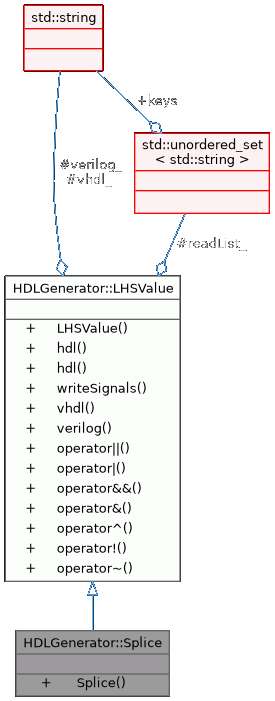 std::string
+keys
std::unordered_set
< std::string >
#verilog_
#vhdl_
#readList_
HDLGenerator::LHSValue
+ LHSValue()
+ hdl()
+ hdl()
+ writeSignals()
+ vhdl()
+ verilog()
+ operator||()
+ operator|()
+ operator&&()
+ operator&()
+ operator^()
+ operator!()
+ operator~()
HDLGenerator::Splice
+ Splice()